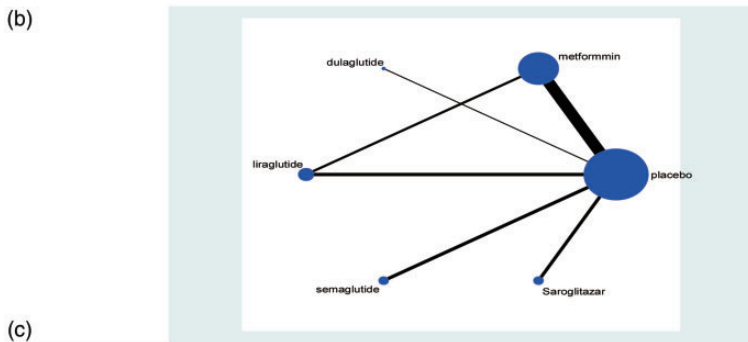 (b)
metformmin
dulaglutide
liraglutide
placebo
semaglutide
Saroglitazar
(c)